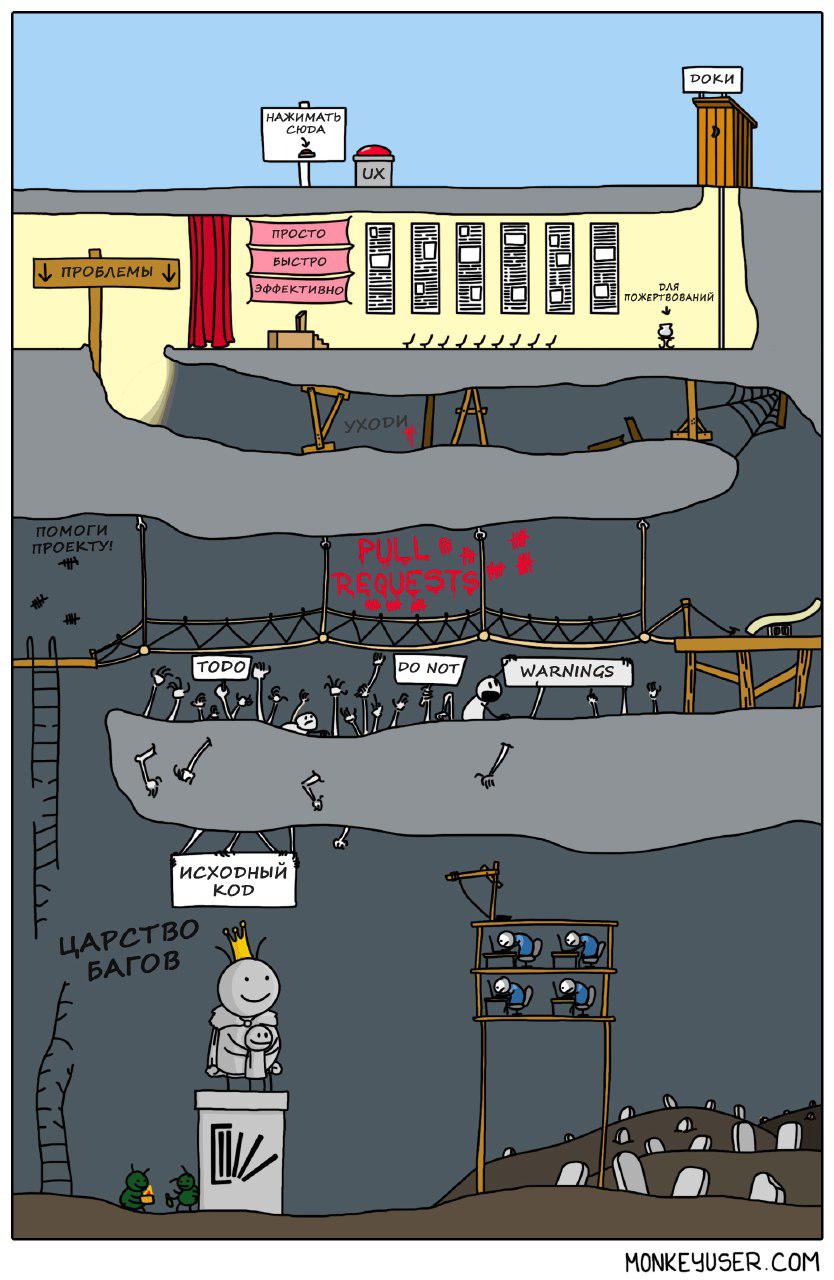 ДОКИ
НАЖИМАТЬ
СЮДА
UX
ПРОСТО
БЫСТРО
ЭФФЕКТИВНО
ПРОБЛЕМЫ
ДЛЯ
ПОЖЕРТВОВАНИЙ
УХОДИ
ПОМОГИ
ПРОЕКТУ!
PULL
REQUESTS
TODO
DO NOT
WARNINGS
ИСХОДНЫЙ
КОД
ЦАРСТВО
БАГОВ
MONKEYUSER.COM